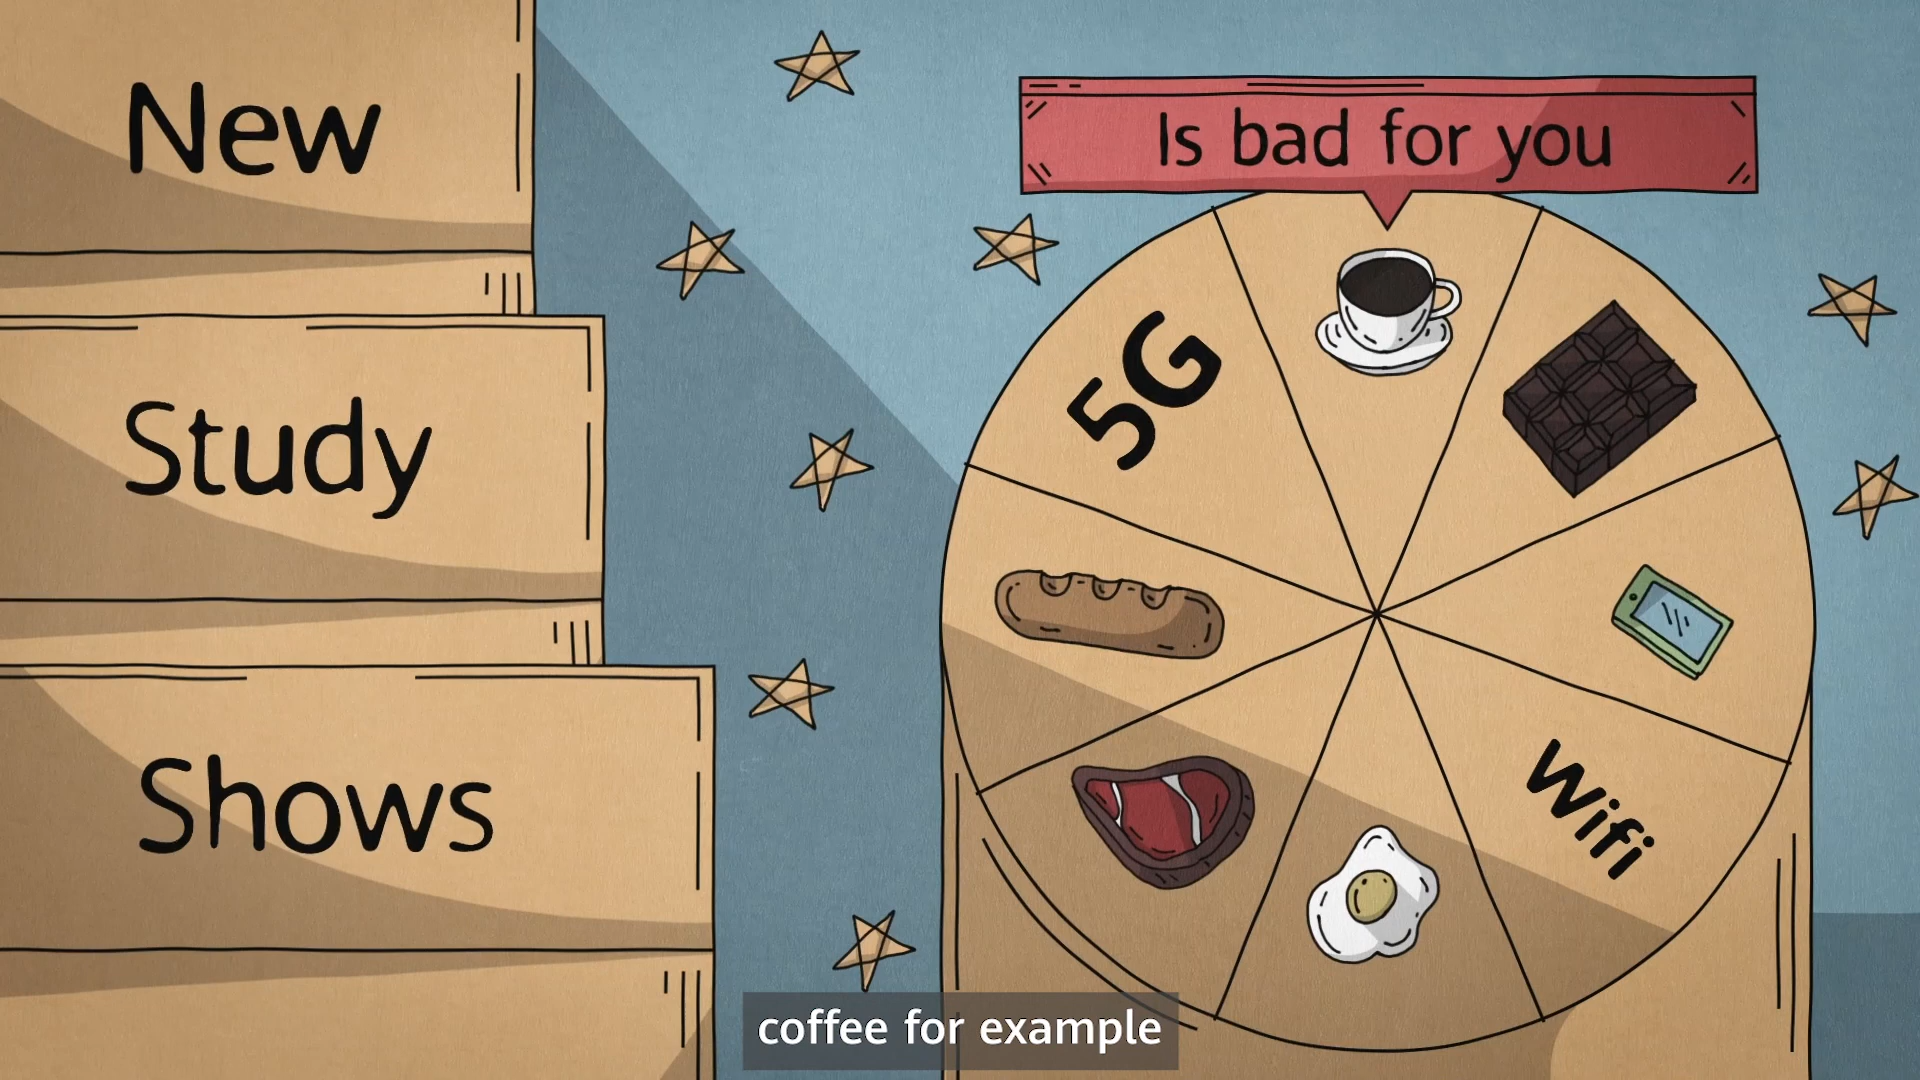 New
Study
Shows
Is bad for you
5G
Wifi
coffee for example